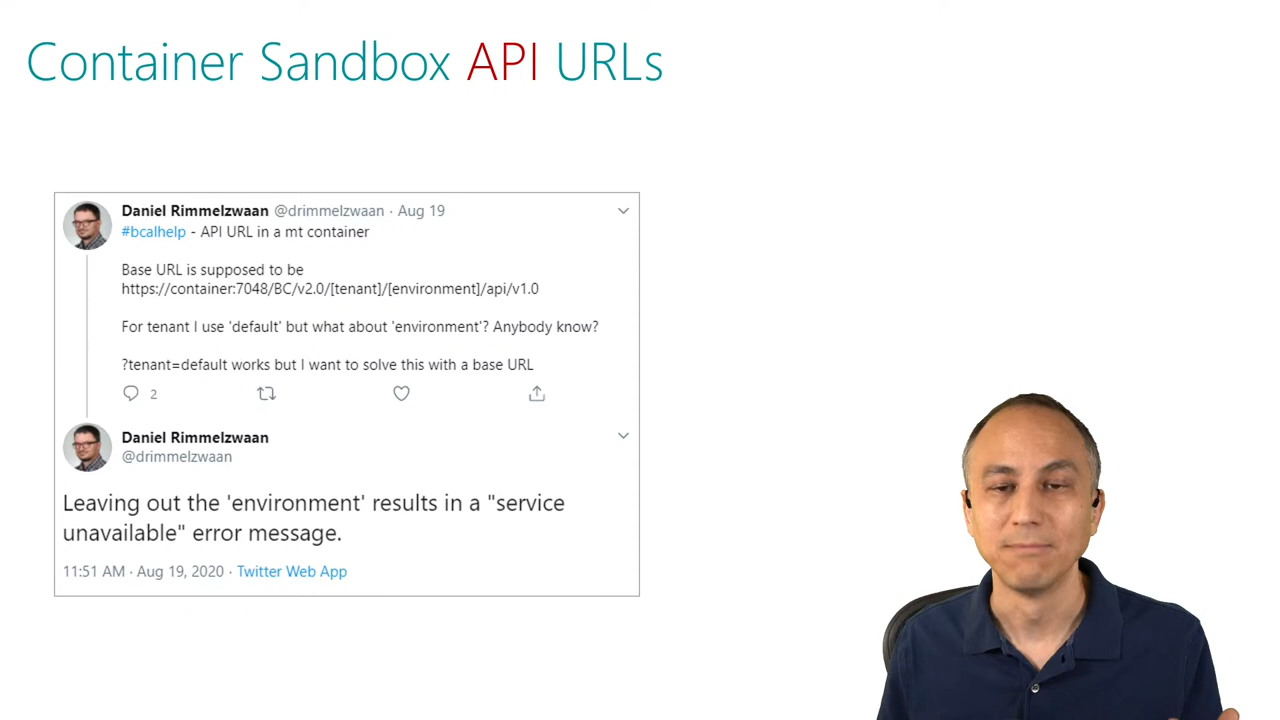 Container Sandbox API URLs
Daniel Rimmelzwaan @drimmelzwaan · Aug 19
#bcalhelp - API URL in a mt container
Base URL is supposed to be
https://container:7048/BC/v2.0/[tenant]/[environment]/api/v1.0
For tenant I use 'default' but what about 'environment'? Anybody know?
?tenant=default works but I want to solve this with a base URL
2
Daniel Rimmelzwaan
@drimmelzwaan
Leaving out the 'environment' results in a "service
unavailable" error message.
11:51 AM · Aug 19, 2020 · Twitter Web App